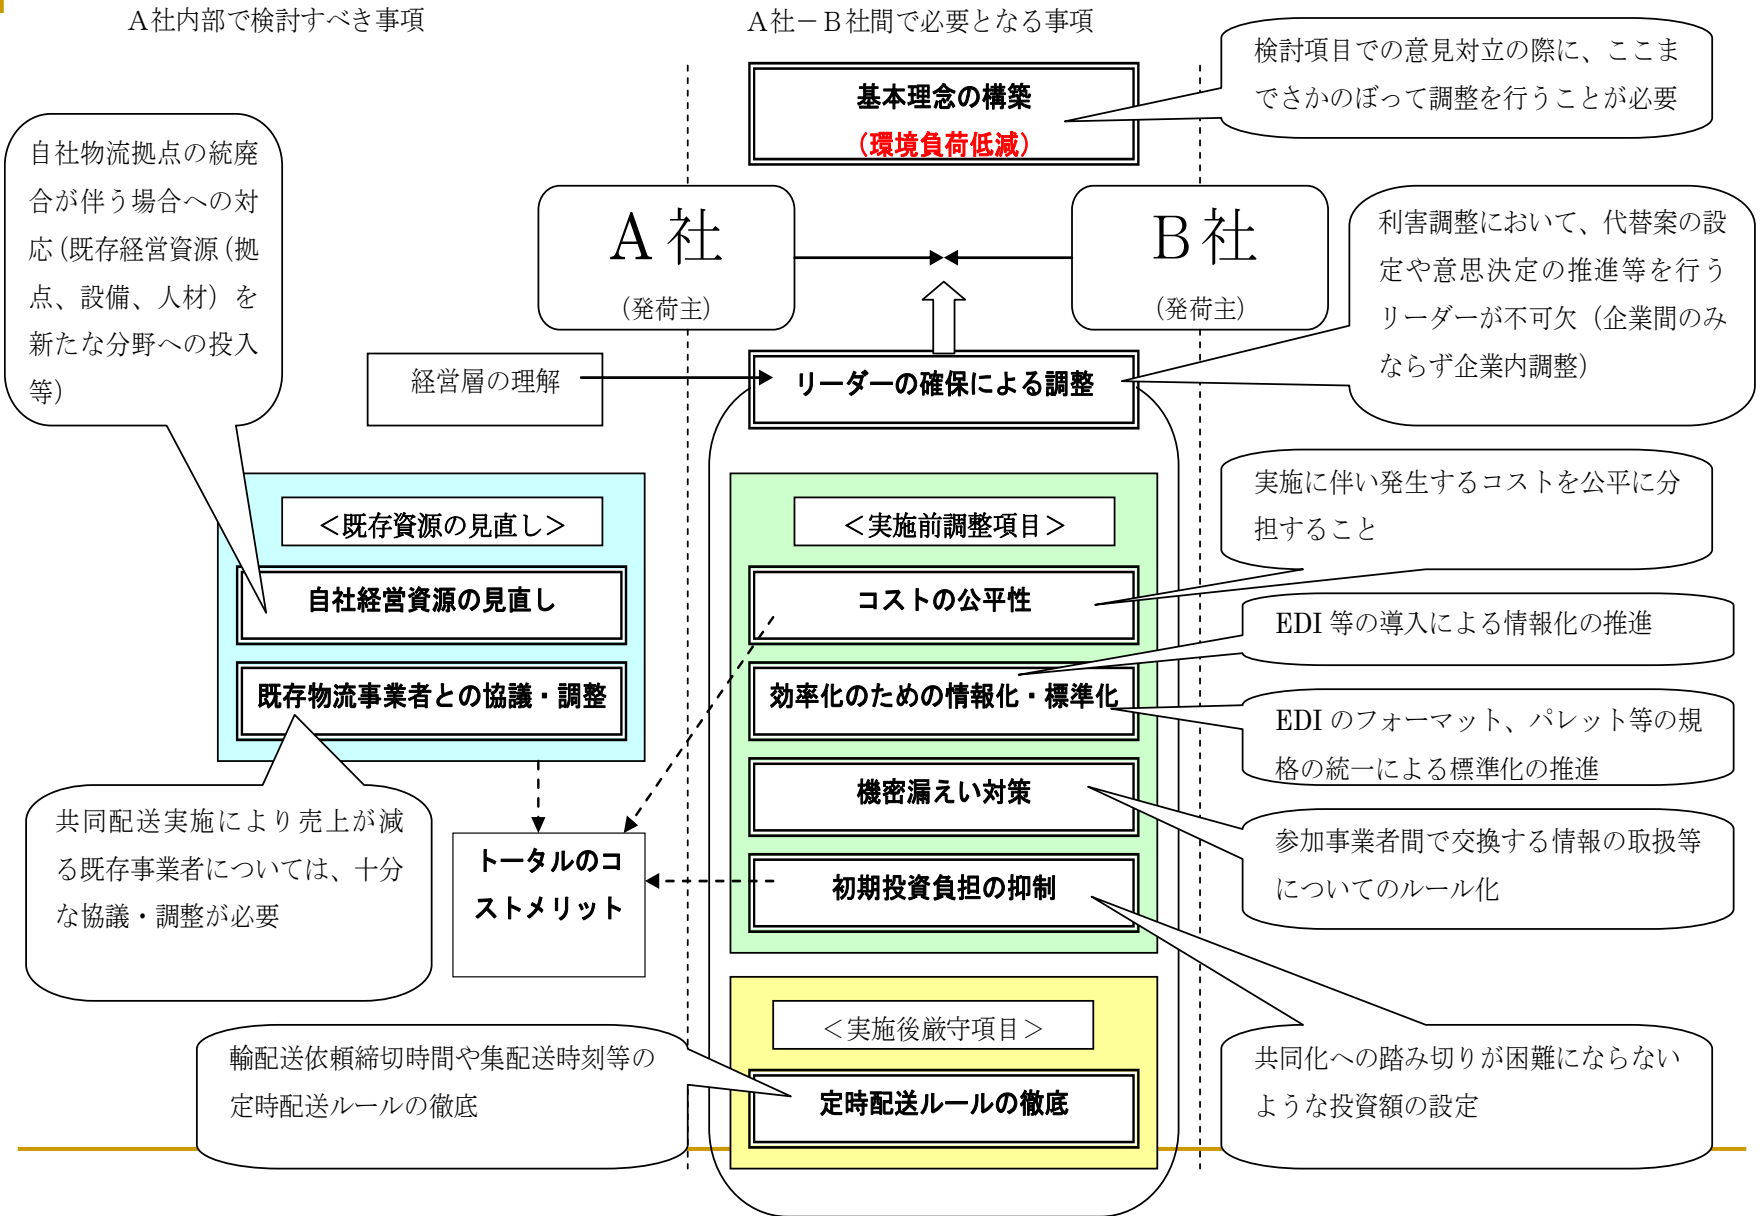 A社内部で検討すべき事項
A社－B社間で必要となる事項
基本理念の構築
(環境負荷低減)
検討項目での意見対立の際に、ここま
でさかのぼって調整を行うことが必要
自社物流拠点の統廃
合が伴う場合への対
応(既存経営資源(拠
点、設備、人材）を
新たな分野への投入
等）
A社
(発荷主)
B社
(発荷主)
利害調整において、代替案の設
定や意思決定の推進等を行う
リーダーが不可欠（企業間のみ
ならず企業内調整）
経営層の理解
リーダーの確保による調整
＜既存資源の見直し＞
自社経営資源の見直し
既存物流事業者との協議・調整
＜実施前調整項目＞
コストの公平性
効率化のための情報化・標準化
機密漏えい対策
初期投資負担の抑制
実施に伴い発生するコストを公平に分
担すること
EDI 等の導入による情報化の推進
EDI のフォーマット、パレット等の規
格の統一による標準化の推進
参加事業者間で交換する情報の取扱等
についてのルール化
共同配送実施により売上が減
る既存事業者については、十分
な協議・調整が必要
トータルのコ
ストメリット
＜実施後厳守項目＞
定時配送ルールの徹底
輸配送依頼締切時間や集配送時刻等の
定時配送ルールの徹底
共同化への踏み切りが困難にならない
ような投資額の設定